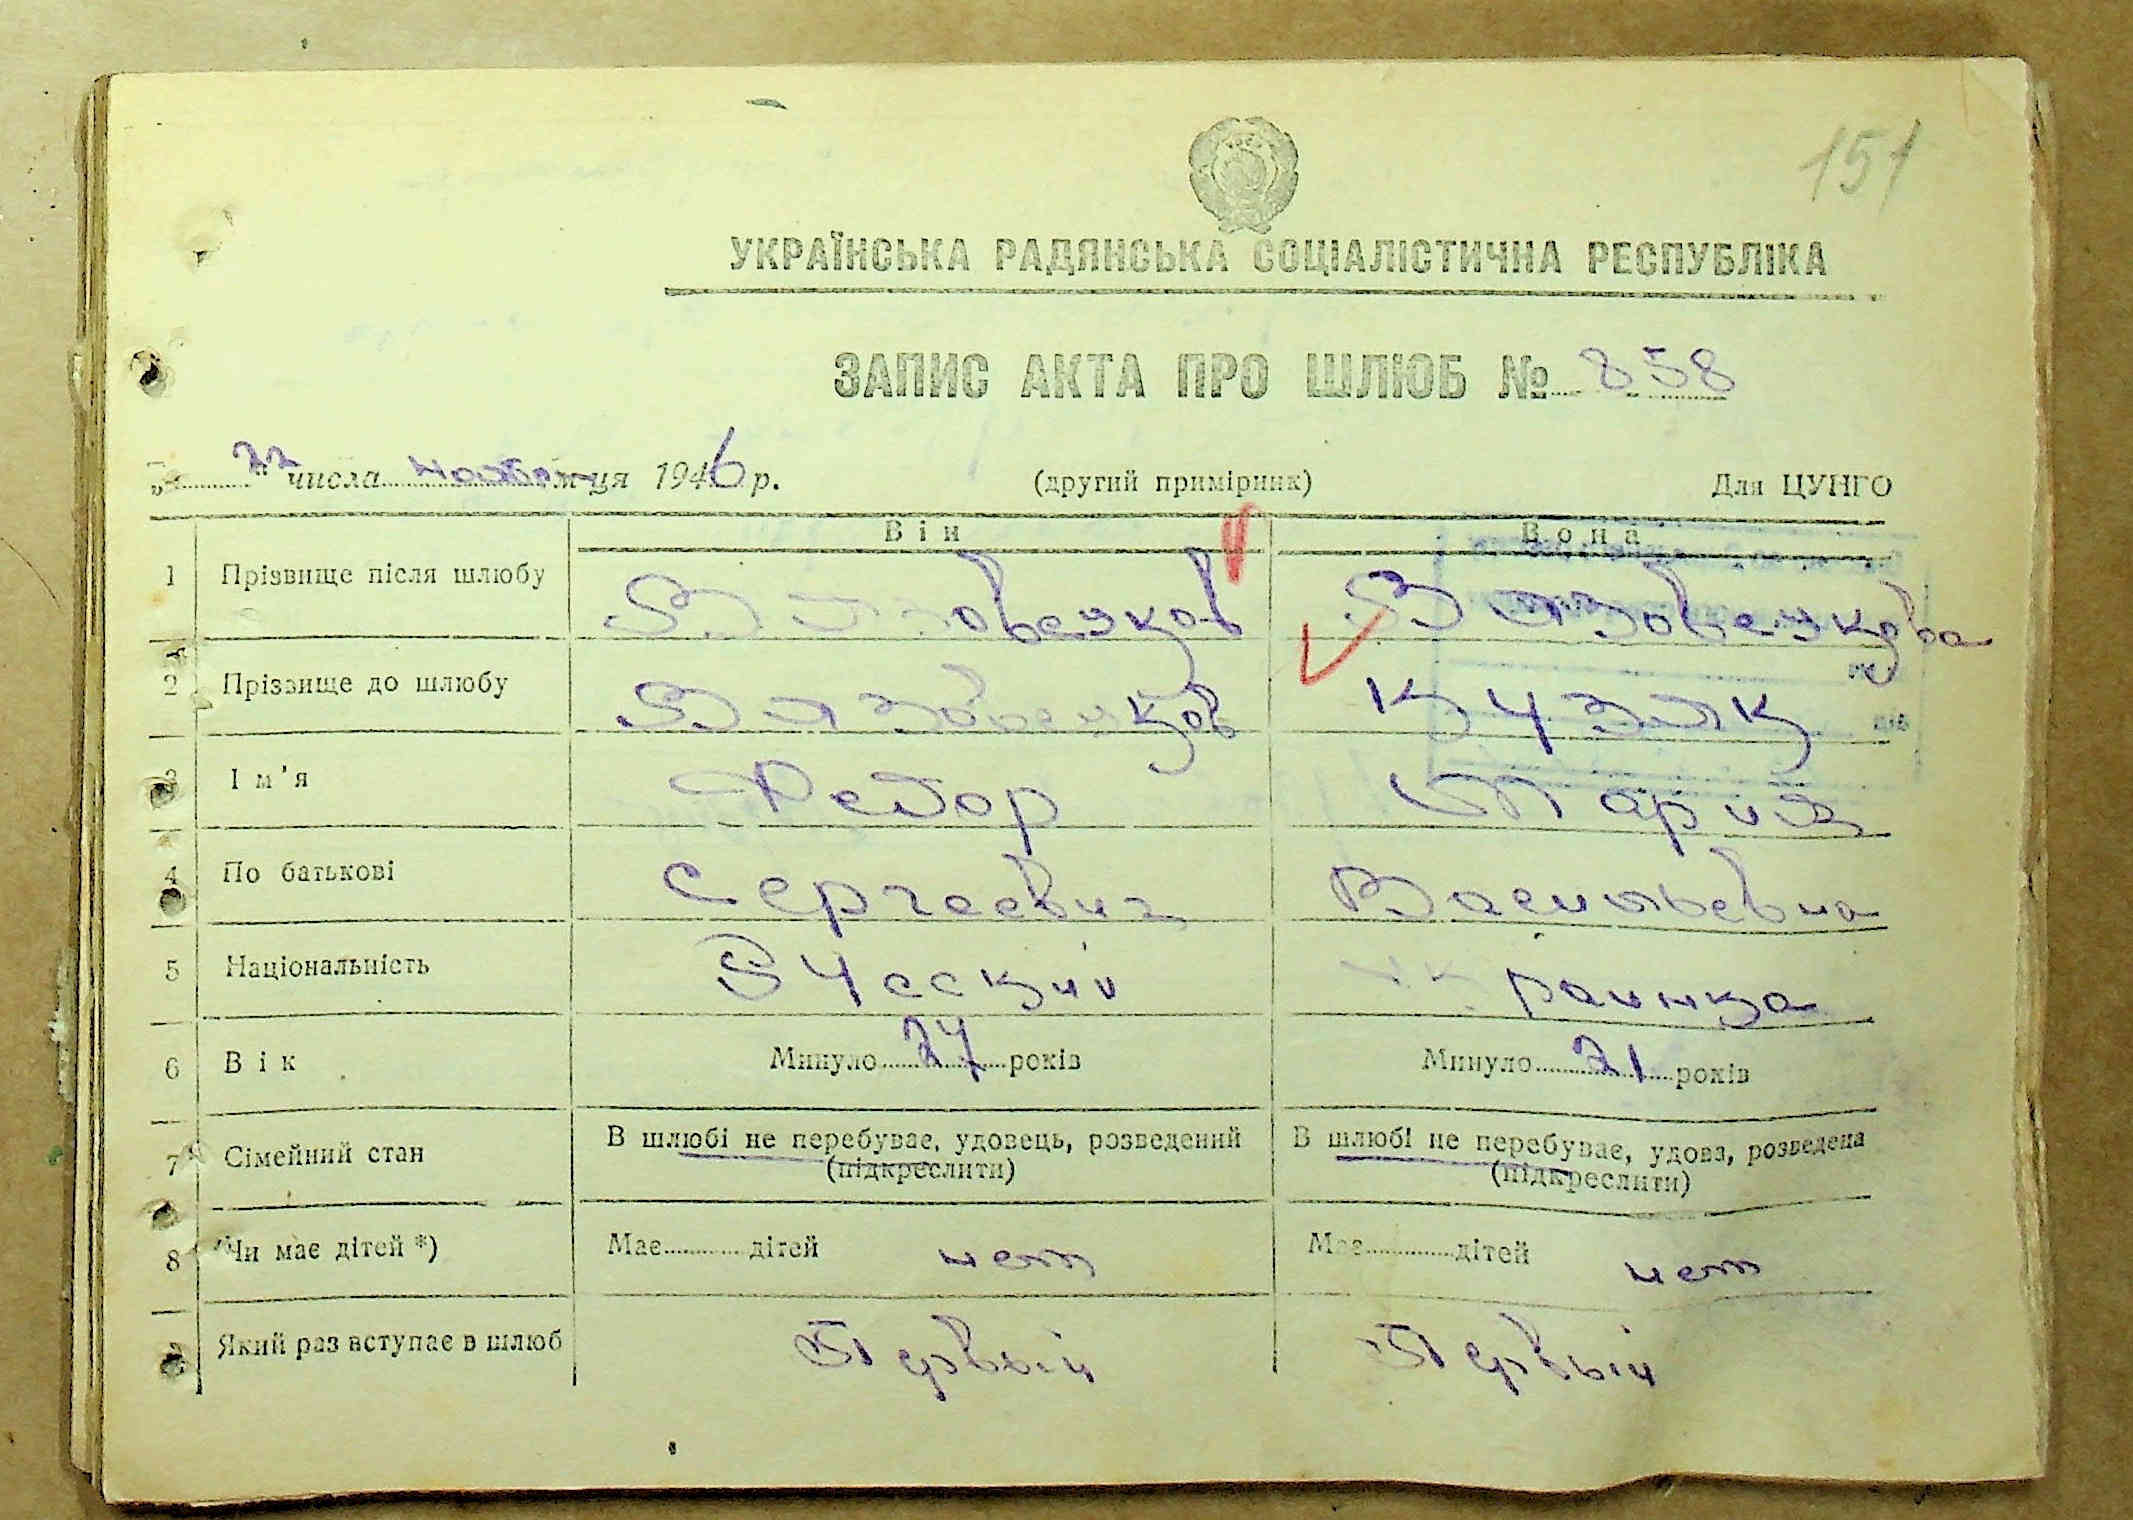 151
УКРАЇНСЬКА РАДЯНСЬКА СОЦІАЛІСТИЧНА РЕСПУБЛІКА
ЗАПИС АКТА ПРО ШЛЮБ № 858
„22" числа ноября м-ця 1946 р. (другий примірник) Для ЦУНГО
Він Вона
1 Прізвище після шлюбу
2 Прізвище до шлюбу Кузяк
3 Ім'я Федор Мария
4 По батькові Сергеевич Васильевна
5 Національність Русский Украинка
6 Вік Минуло 27 років Минуло 21 років
7 Сімейний стан В шлюбі не перебуває, удовець, розведений В шлюбі не перебуває, удова, розведена
(підкреслити) (підкреслити)
8 Чи має дітей *) Має дітей нет Має дітей нет
Який раз вступає в шлюб Первый Первый